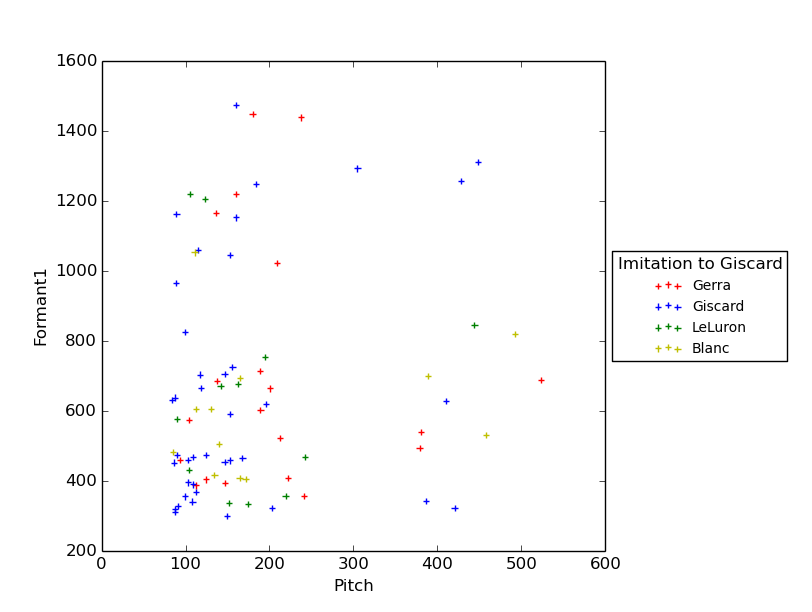 1600
1400
1200
1000
800
600
400
200
Formant1
0 100 200 300 400 500 600
Pitch
Imitation to Giscard
Gerra
Giscard
LeLuron
Blanc